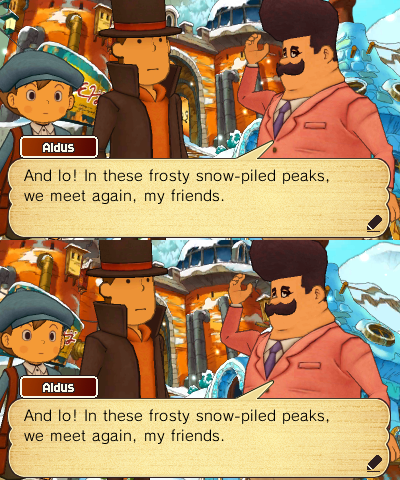 Aldus
And lo! In these frosty snow-piled peaks,
we meet again, my friends.
Aldus
And lo! In these frosty snow-piled peaks,
we meet again, my friends.